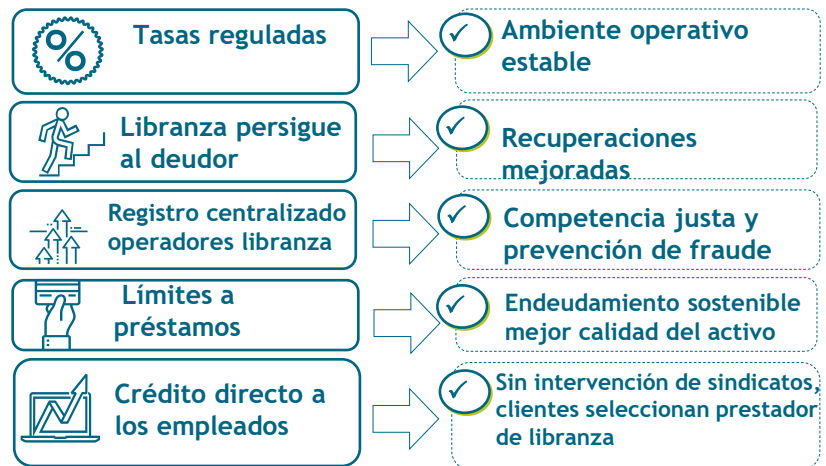 Tasas reguladas
Ambiente operativo
estable
Libranza persigue
al deudor
Recuperaciones
mejoradas
Registro centralizado
operadores libranza
Competencia justa y
prevención de fraude
Límites a
préstamos
Endeudamiento sostenible
mejor calidad del activo
Crédito directo a
los empleados
Sin intervención de sindicatos,
clientes seleccionan prestador
de libranza